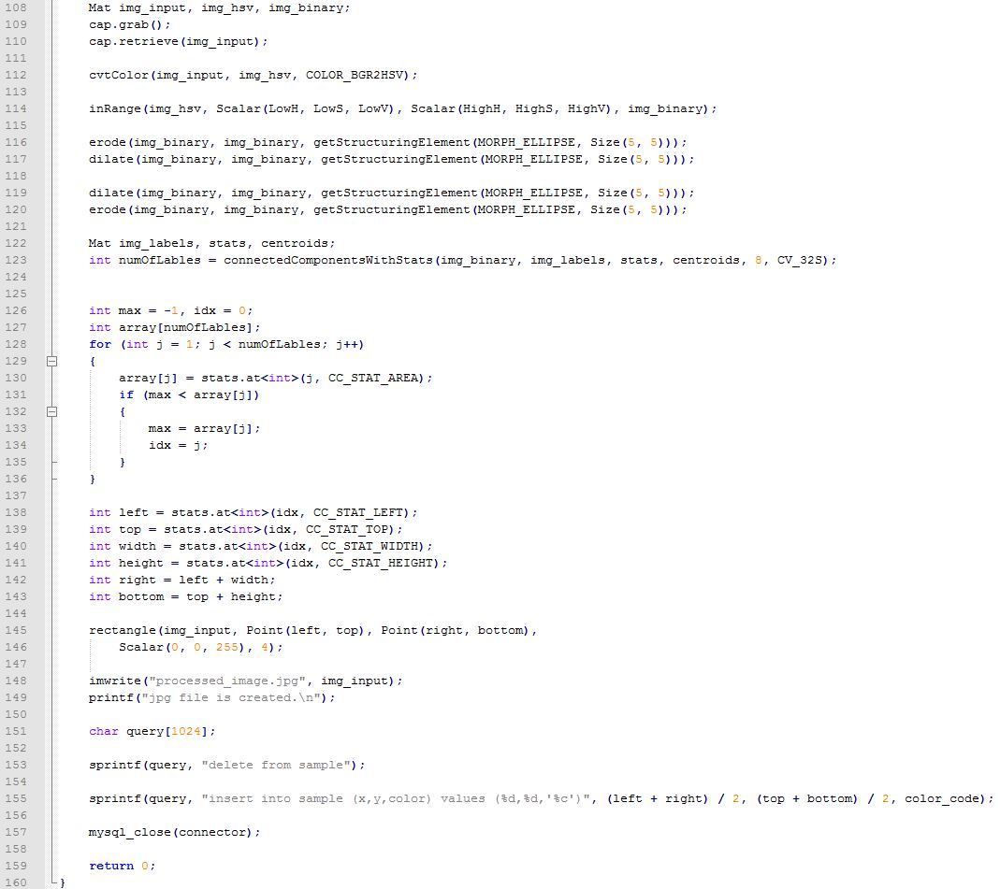 108 Mat img_input, img_hsv, img_binary;
109 cap.grab();
110 cap.retrieve(img_input);
111
112 cvtColor(img_input, img_hsv, COLOR_BGR2HSV);
113
114 inRange(img_hsv, Scalar(LowH, LowS, LowV), Scalar(HighH, HighS, HighV), img_binary);
115
116 erode(img_binary, img_binary, getStructuringElement(MORPH_ELLIPSE, Size(5, 5)));
117 dilate(img_binary, img_binary, getStructuringElement(MORPH_ELLIPSE, Size(5, 5)));
118
119 dilate(img_binary, img_binary, getStructuringElement(MORPH_ELLIPSE, Size(5, 5)));
120 erode(img_binary, img_binary, getStructuringElement(MORPH_ELLIPSE, Size(5, 5)));
121
122 Mat img_labels, stats, centroids;
123 int numOfLables = connectedComponentsWithStats(img_binary, img_labels, stats, centroids, 8, CV_32S);
124
125
126 int max = -1, idx = 0;
127 int array[numOfLables];
128 for (int j = 1; j < numOfLables; j++)
129 {
130 array[j] = stats.at<int>(j, CC_STAT_AREA);
131 if (max < array[j])
132 {
133 max = array[j];
134 idx = j;
135 }
136 }
137
138 int left = stats.at<int>(idx, CC_STAT_LEFT);
139 int top = stats.at<int>(idx, CC_STAT_TOP);
140 int width = stats.at<int>(idx, CC_STAT_WIDTH);
141 int height = stats.at<int>(idx, CC_STAT_HEIGHT);
142 int right = left + width;
143 int bottom = top + height;
144
145 rectangle(img_input, Point(left, top), Point(right, bottom),
146 Scalar(0, 0, 255), 4);
147
148 imwrite("processed_image.jpg", img_input);
149 printf("jpg file is created.\n");
150
151 char query[1024];
152
153 sprintf(query, "delete from sample");
154
155 sprintf(query, "insert into sample (x,y,color) values (%d,%d,'%c')", (left + right) / 2, (top + bottom) / 2, color_code);
156
157 mysql_close(connector);
158
159 return 0;
160 }